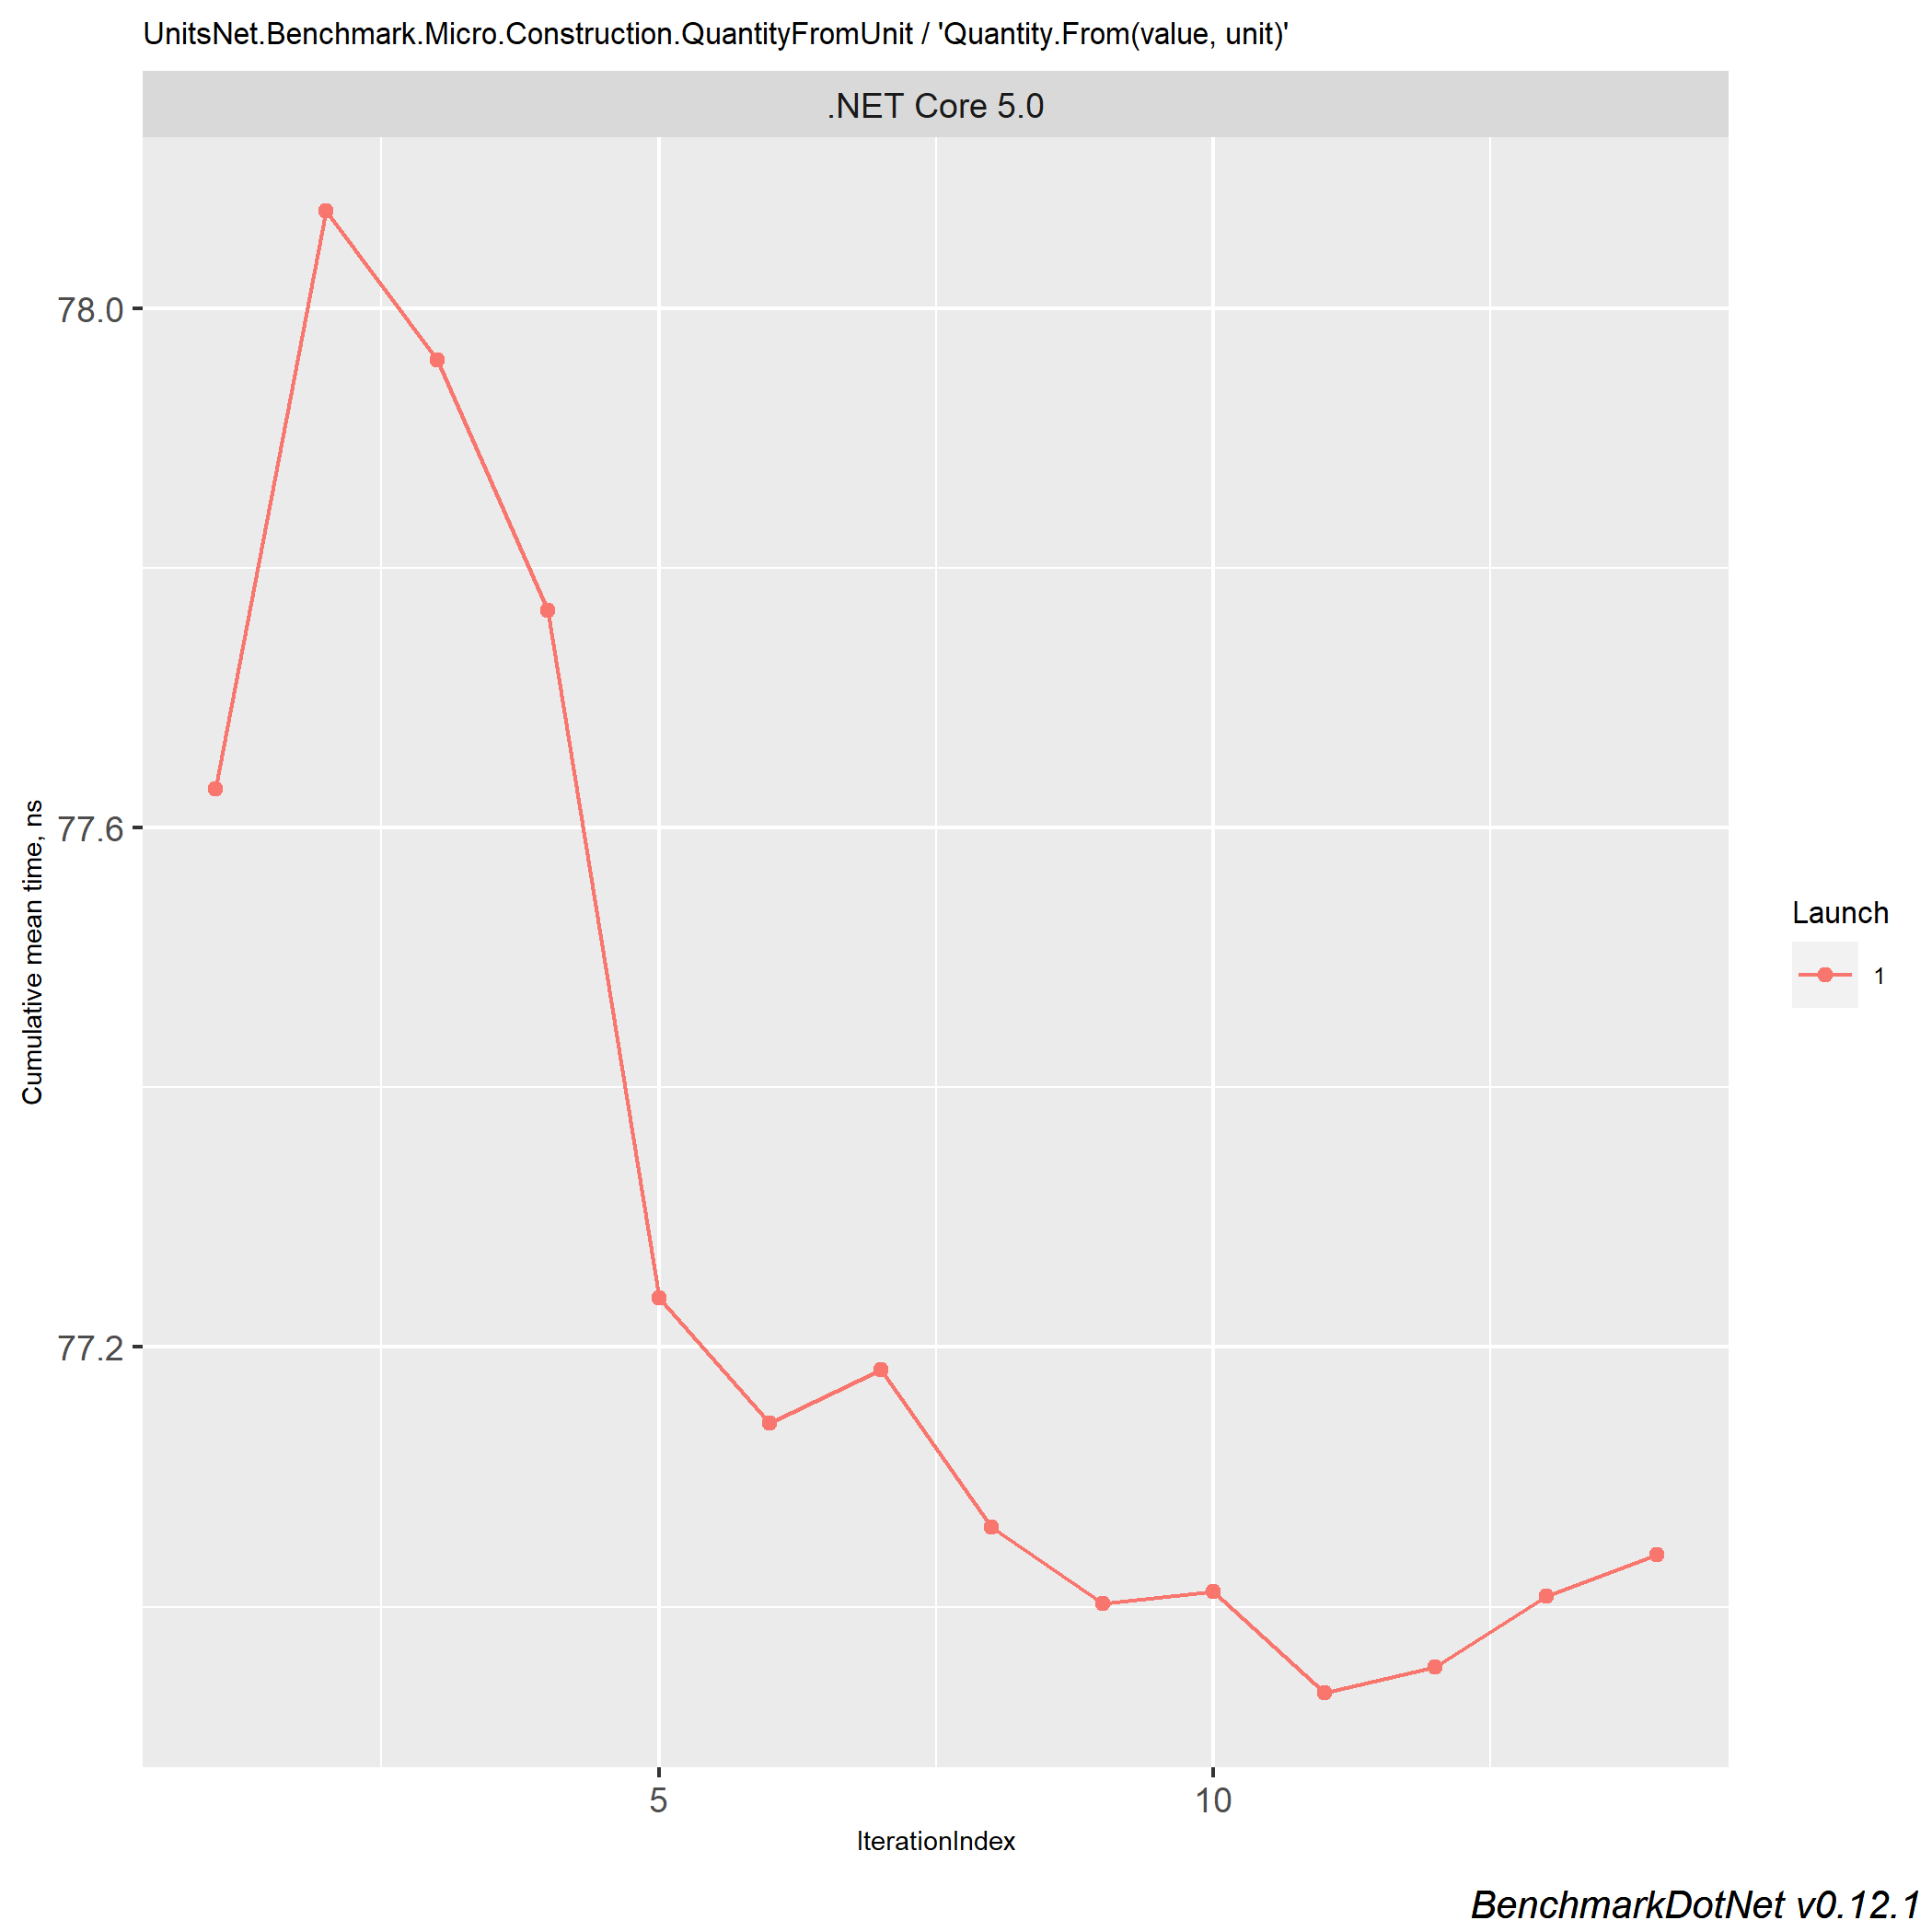 UnitsNet.Benchmark.Micro.Construction.QuantityFromUnit / 'Quantity.From(value, unit)'
.NET Core 5.0
78.0
77.6
77.2
Cumulative mean time, ns
5
10
IterationIndex
Launch
1
BenchmarkDotNet v0.12.1